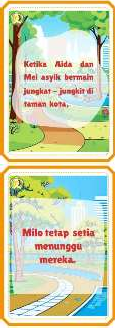 Ketika Aida dan
Mei asyik bermain
jungkat – jungkit di
taman kota,
Milo tetap setia
menunggu
mereka.